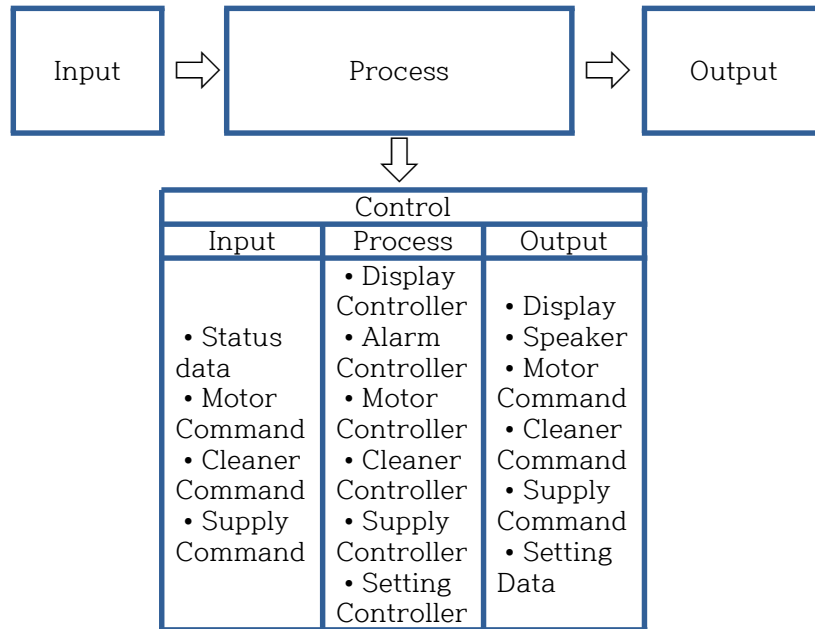 Input
Process
Output
Control
Input
Process
Output
• Status
data
• Motor
Command
• Cleaner
Command
• Supply
Command
• Display
Controller
• Alarm
Controller
• Motor
Controller
• Cleaner
Controller
• Supply
Controller
• Setting
Controller
• Display
• Speaker
• Motor
Command
• Cleaner
Command
• Supply
Command
• Setting
Data